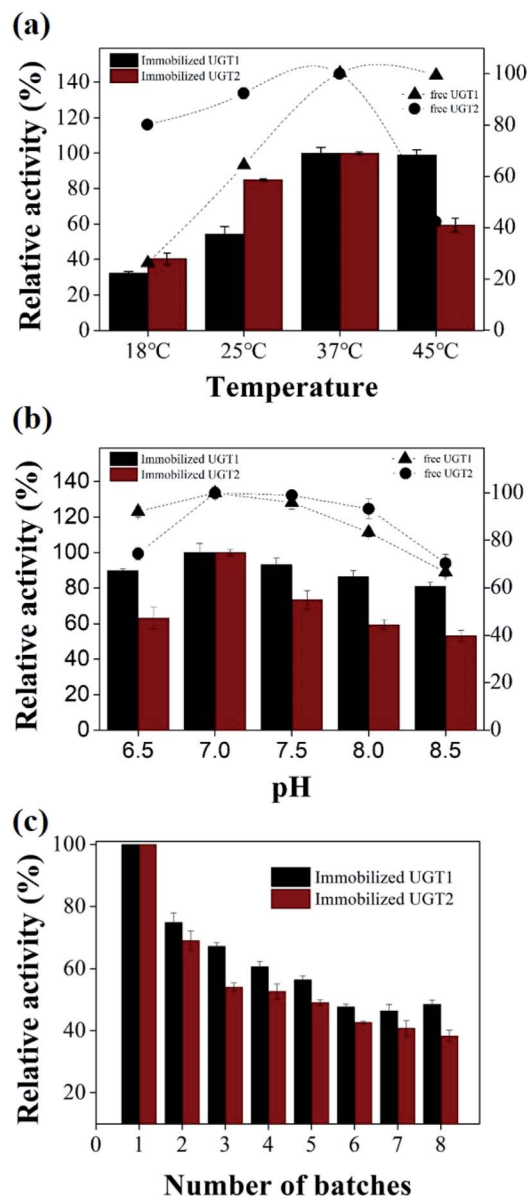 (a)
Immobilized UGT1
Immobilized UGT2
free UGT1
free UGT2
Relative activity (%)
140
120
100
80
60
40
20
0
100
80
60
40
20
0
18°C 25°C 37°C 45°C
Temperature
(b)
Immobilized UGT1
Immobilized UGT2
free UGT1
free UGT2
Relative activity (%)
140
120
100
80
60
40
20
0
100
80
60
40
20
0
6.5 7.0 7.5 8.0 8.5
pH
(c)
Immobilized UGT1
Immobilized UGT2
Relative activity (%)
100
80
60
40
20
0 1 2 3 4 5 6 7 8
Number of batches